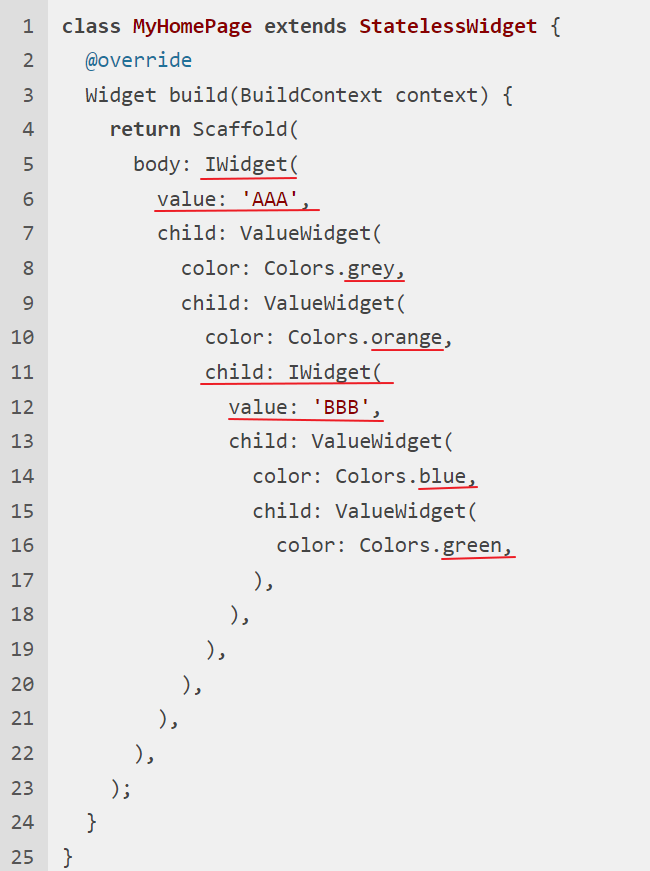 1 class MyHomePage extends StatelessWidget {
2   @override
3   Widget build(BuildContext context) {
4     return Scaffold(
5       body: IWidget(
6         value: 'AAA',
7         child: ValueWidget(
8           color: Colors.grey,
9           child: ValueWidget(
10             color: Colors.orange,
11             child: IWidget(
12               value: 'BBB',
13               child: ValueWidget(
14                 color: Colors.blue,
15                 child: ValueWidget(
16                   color: Colors.green,
17                 ),
18               ),
19             ),
20           ),
21         ),
22       ),
23     );
24   }
25 }